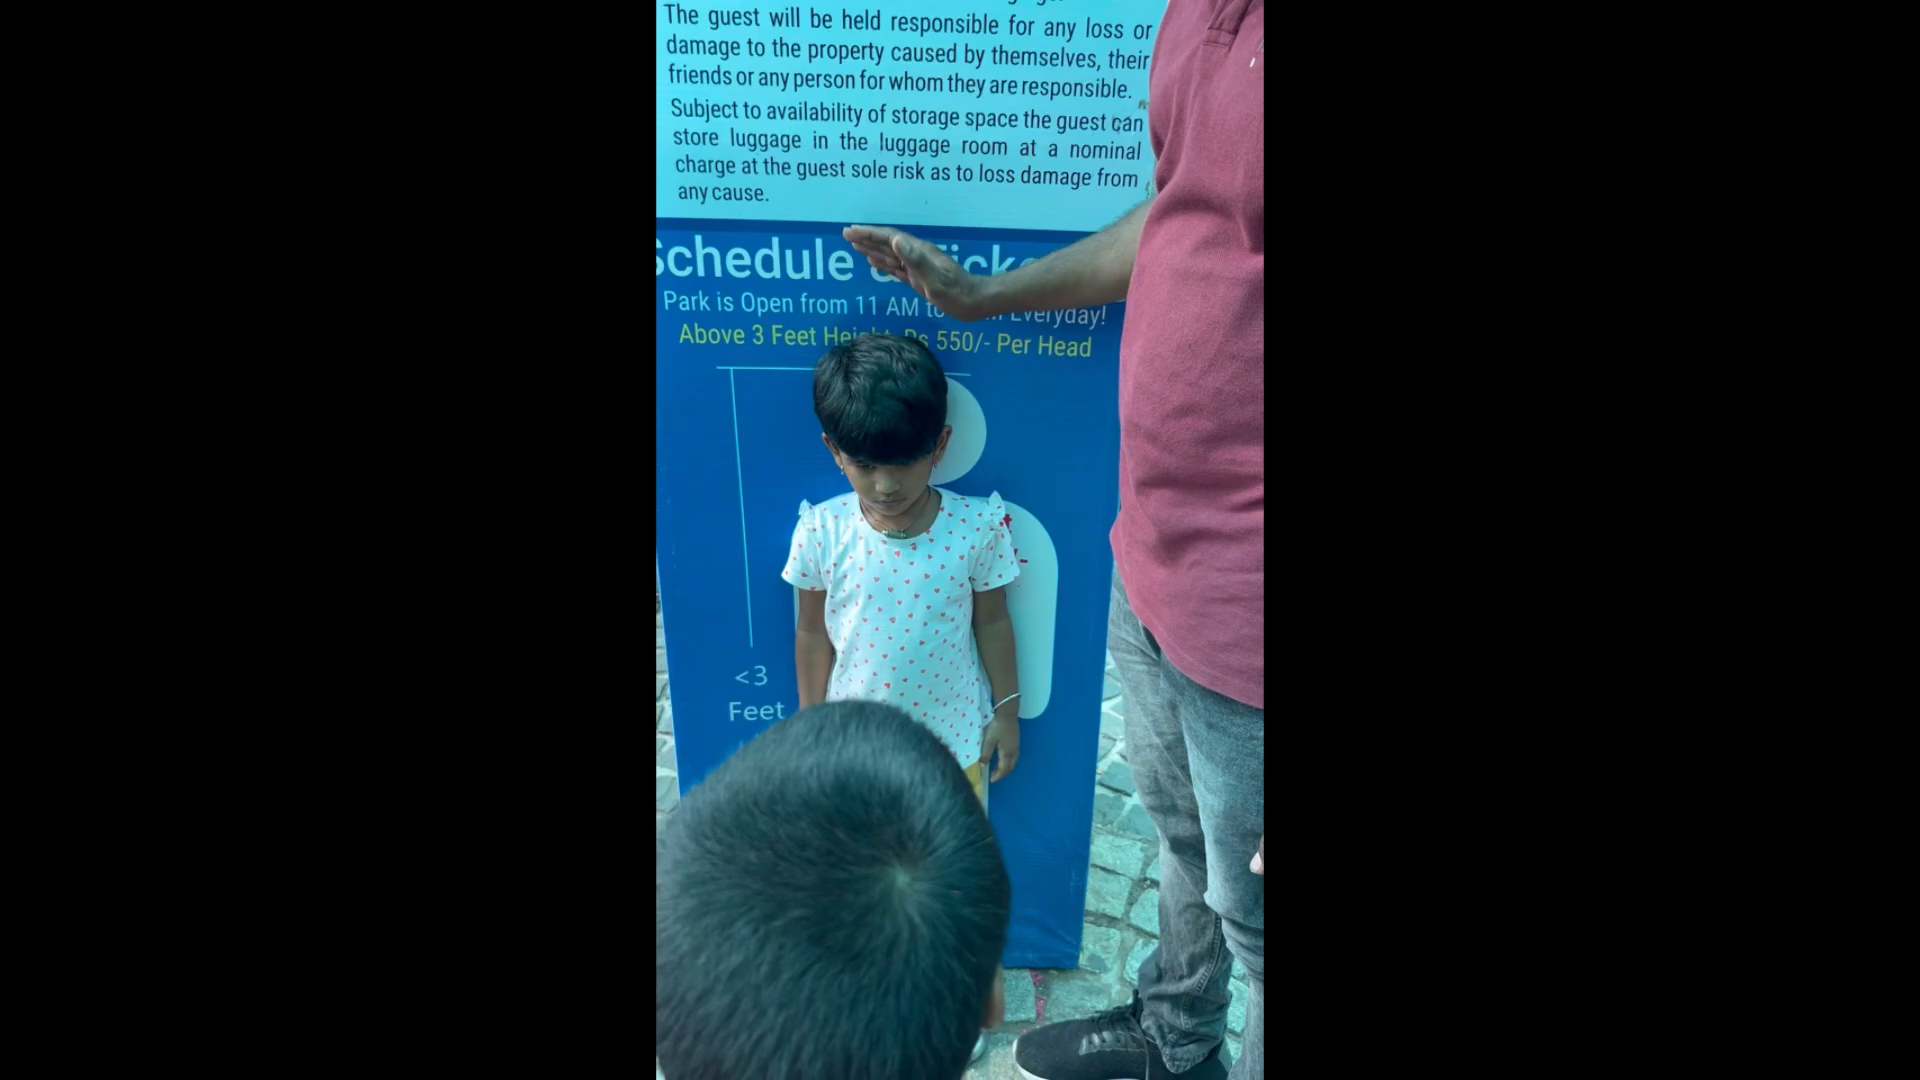 The guest will be held responsible for any loss or
damage to the property caused by themselves, their
friends or any person for whom they are responsible.
Subject to availability of storage space the guest can
store luggage in the luggage room at a nominal
charge at the guest sole risk as to loss damage from
any cause.
Schedule
Park is Open from 11 AM to Everyday!
Above 3 Feet Height Rs 550/- Per Head
<3
Feet